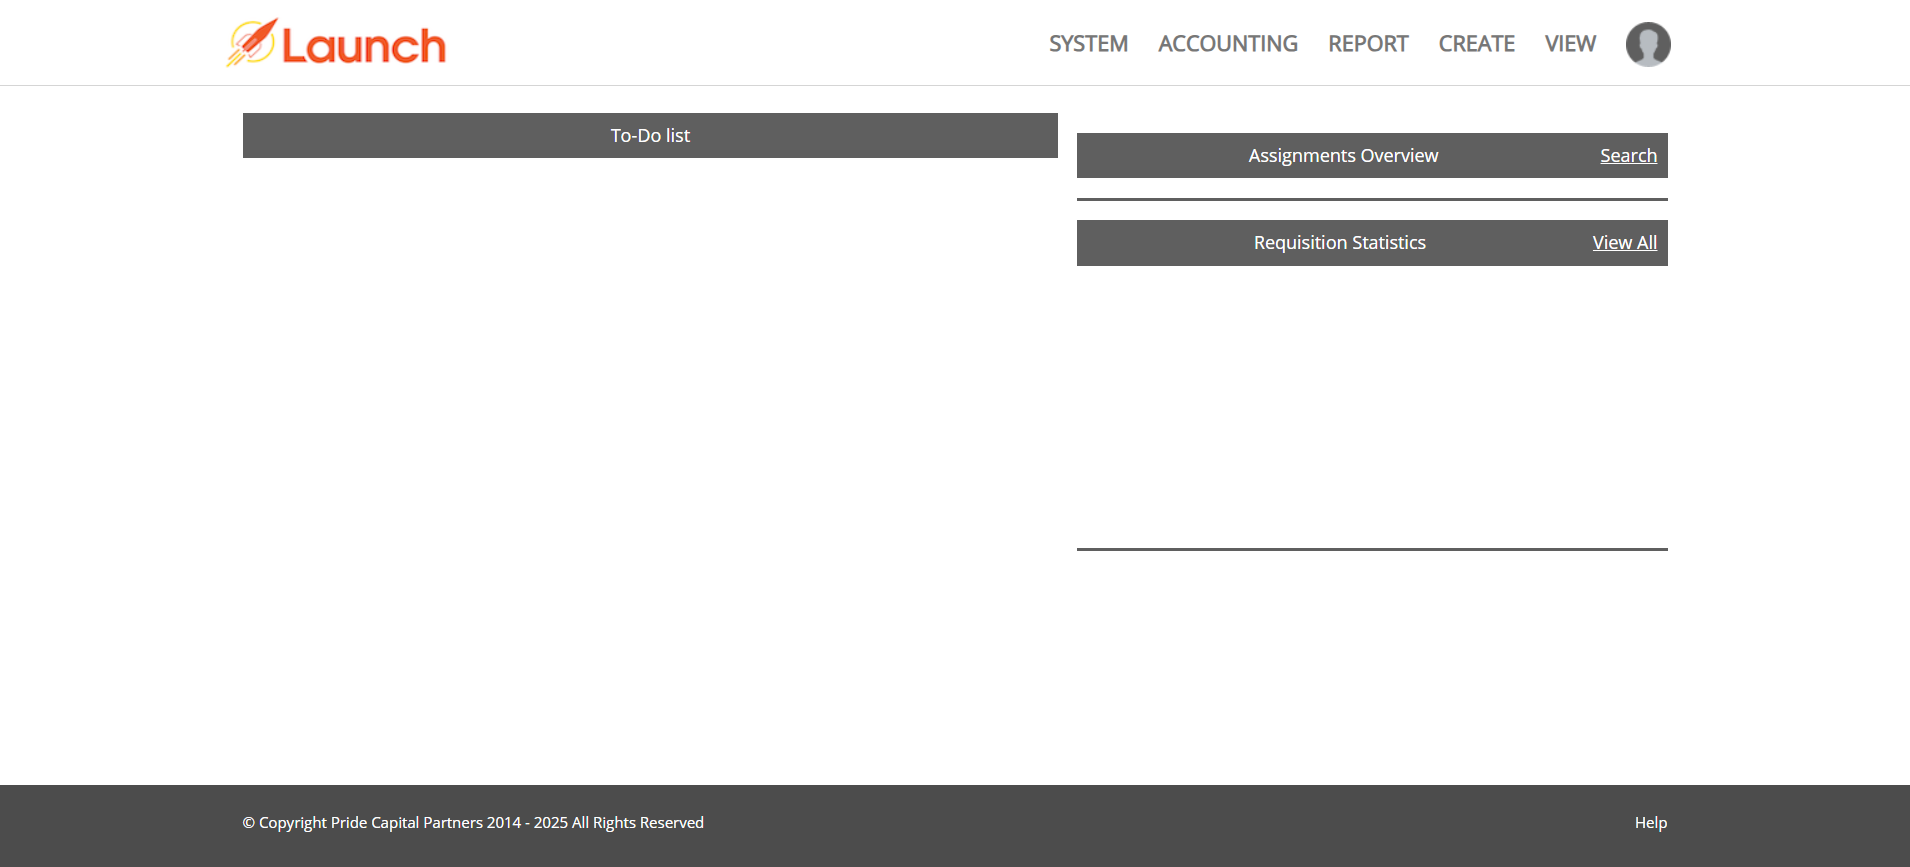 Launch
SYSTEM ACCOUNTING REPORT CREATE VIEW
To-Do list
Assignments Overview Search
Requisition Statistics View All
© Copyright Pride Capital Partners 2014 - 2025 All Rights Reserved
Help